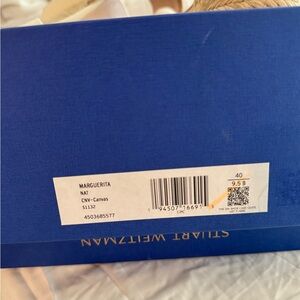 MARGUERITA
NAT
CNV-Canvas
S1132
4503685577
40
9.5 B
STUART WEITZMAN